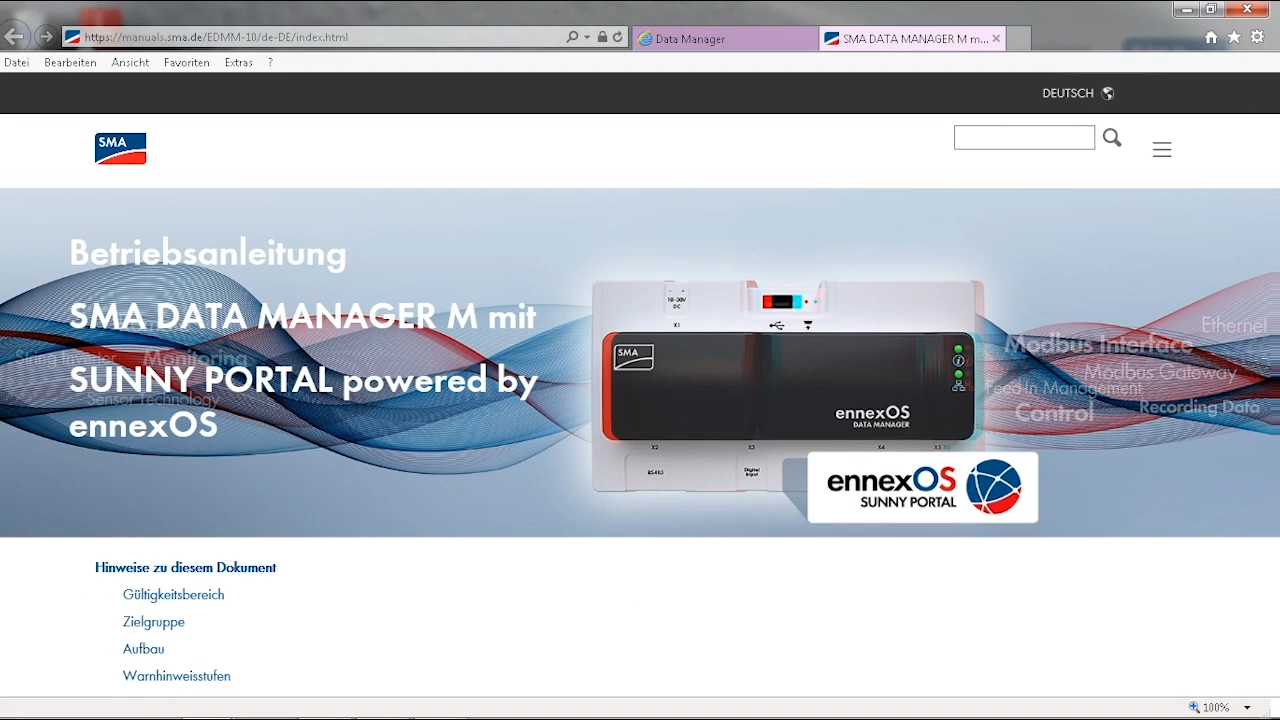 https://manuals.sma.de/EDMM-10/de-DE/index.html
Data Manager
SMA DATA MANAGER M m...
Datei Bearbeiten Ansicht Favoriten Extras ?
DEUTSCH
SMA
Betriebsanleitung
SMA DATA MANAGER M mit
SUNNY PORTAL powered by
ennexOS
String Inverter
Monitoring
Sensor Technology
10-30V
DC
X1
SMA
ennexOS
DATA MANAGER
X2 X3 X4 X5
RS485
Digital
Input
Ethernet
Modbus Interface
Modbus Gateway
Feed In Management
Control
Recording Data
ennexOS
SUNNY PORTAL
Hinweise zu diesem Dokument
Gültigkeitsbereich
Zielgruppe
Aufbau
Warnhinweisstufen
100%